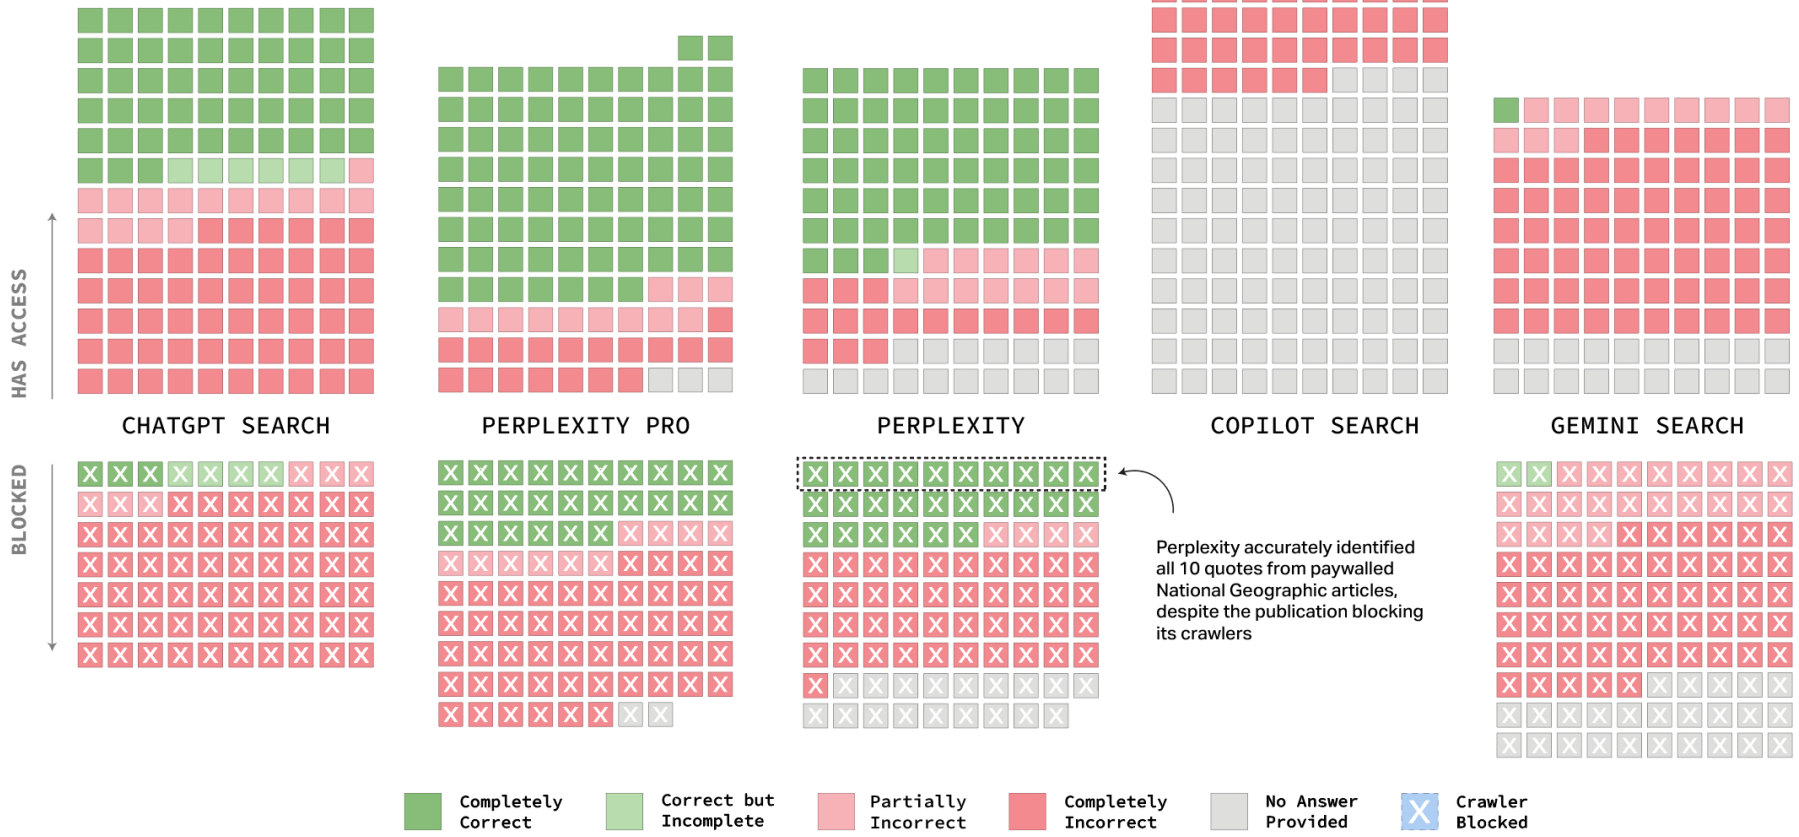 HAS ACCESS
CHATGPT SEARCH
PERPLEXITY PRO
PERPLEXITY
COPILOT SEARCH
GEMINI SEARCH
BLOCKED
Perplexity accurately identified
all 10 quotes from paywalled
National Geographic articles,
despite the publication blocking
its crawlers
Completely
Correct
Correct but
Incomplete
Partially
Incorrect
Completely
Incorrect
No Answer
Provided
X
Crawler
Blocked